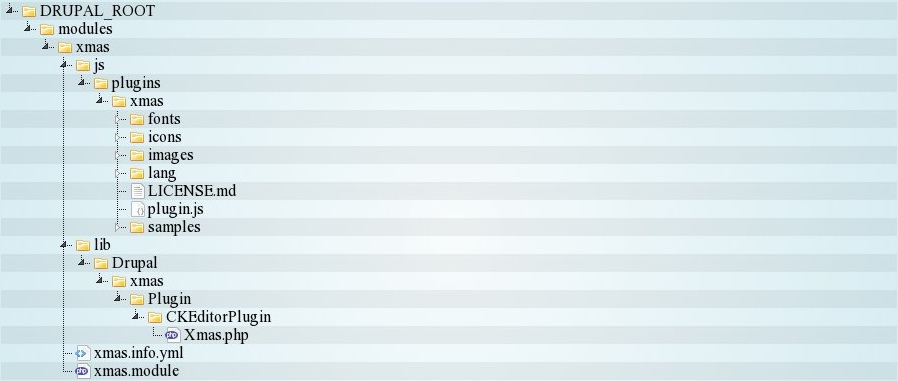 DRUPAL_ROOT
modules
xmas
js
plugins
xmas
fonts
icons
images
lang
LICENSE.md
plugin.js
samples
lib
Drupal
xmas
Plugin
CKEditorPlugin
Xmas.php
xmas.info.yml
xmas.module